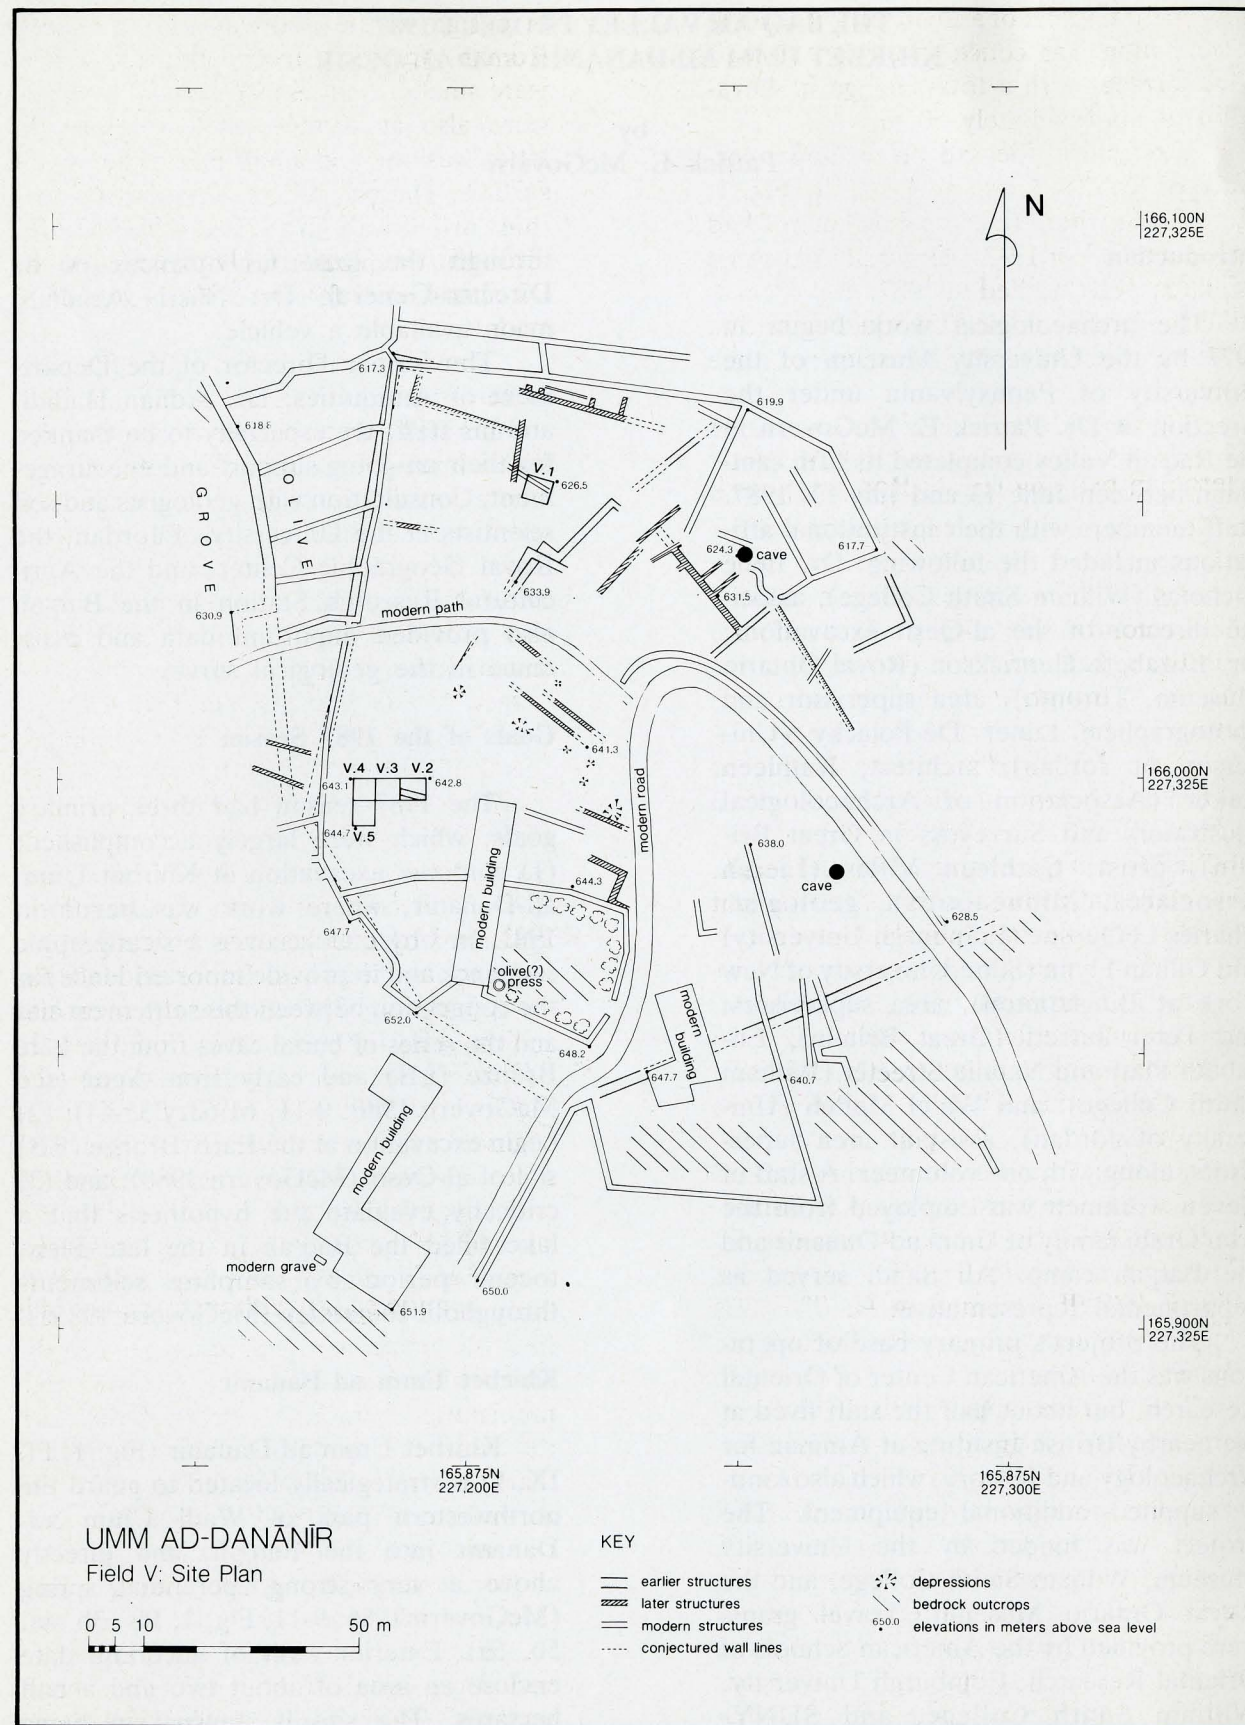 N
166,100N
227,325E
617.3
618.8
619.9
V.1
626.5
OLIVE
GROVE
624.3
cave
617.7
633.9
631.5
630.9
modern path
641.3
modern road
V.4 V.3 V.2
643.1
642.8
166,000N
227,325E
644.7
V.5
modern building
638.0
644.3
cave
647.7
628.5
olive(?)
press
652.0
modern building
648.2
647.7
640.7
modern building
modern grave
650.0
651.9
165,900N
227,325E
165,875N
227,200E
165,875N
227,300E
UMM AD-DANĀNĪR
Field V: Site Plan
0 5 10 50 m
KEY
earlier structures
later structures
modern structures
conjectured wall lines
depressions
bedrock outcrops
650.0 elevations in meters above sea level